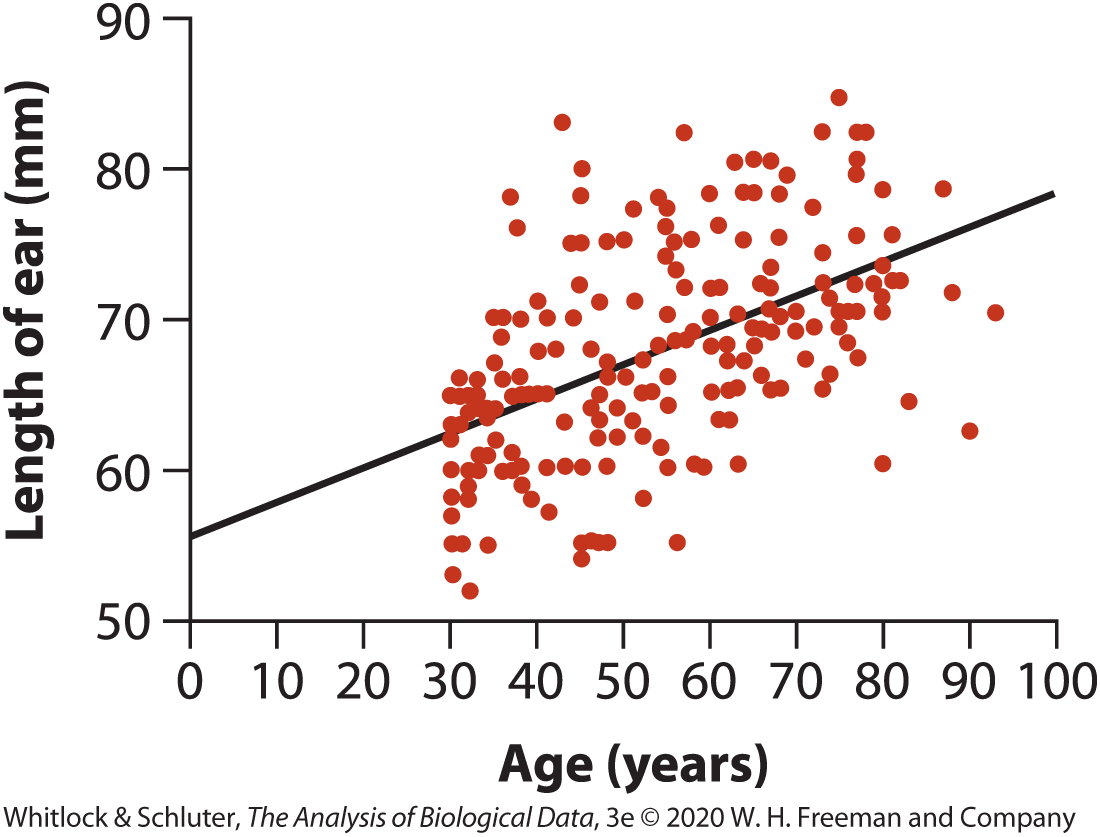 Length of ear (mm)
90
80
70
60
50
0 10 20 30 40 50 60 70 80 90 100
Age (years)
Whitlock & Schluter, The Analysis of Biological Data, 3e © 2020 W. H. Freeman and Company